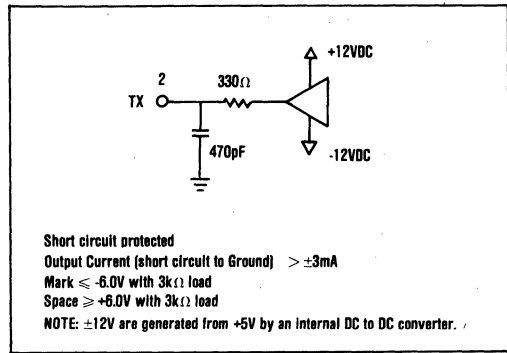 +12VDC
2
330Ω
TX
470pF
-12VDC
Short circuit protected
Output Current (short circuit to Ground) > ±3mA
Mark ≤ -6.0V with 3kΩ load
Space ≥ +6.0V with 3kΩ load
NOTE: ±12V are generated from +5V by an internal DC to DC converter.